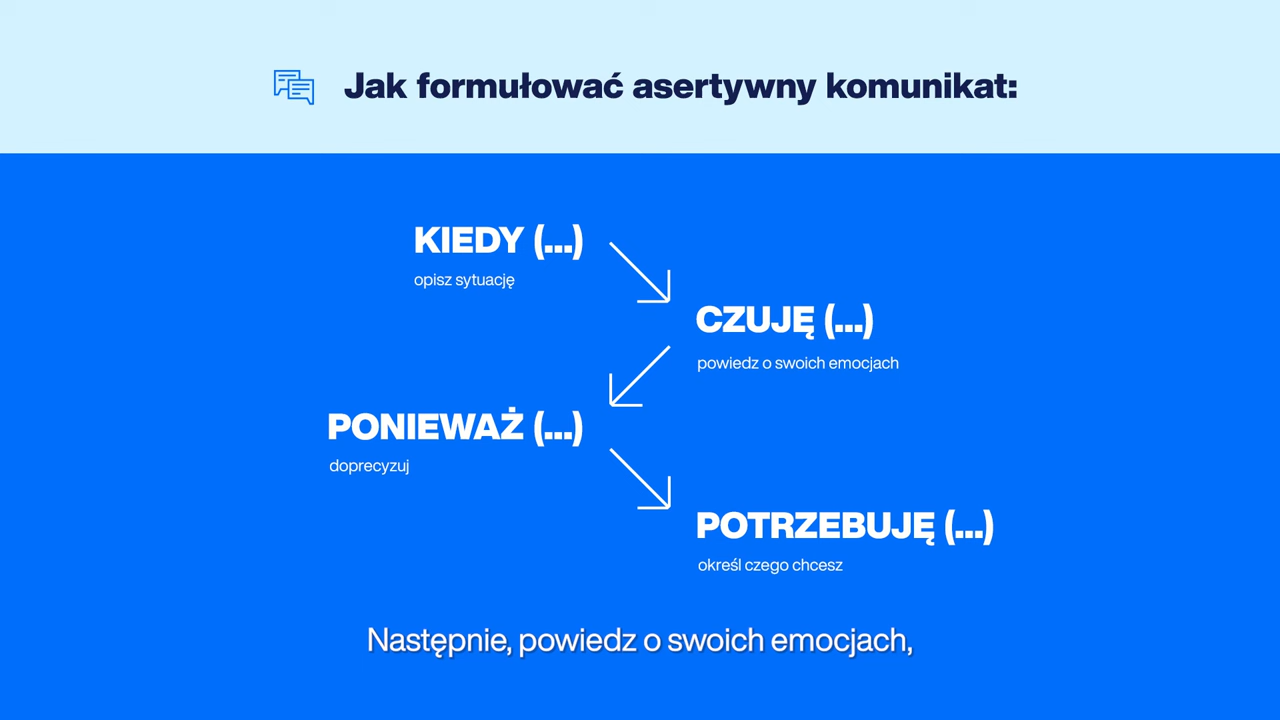 Jak formułować asertywny komunikat:
KIEDY (...)
opisz sytuację
CZUJĘ (...)
powiedz o swoich emocjach
PONIEWAŻ (...)
doprecyzuj
POTRZEBUJĘ (...)
określ czego chcesz
Następnie, powiedz o swoich emocjach,